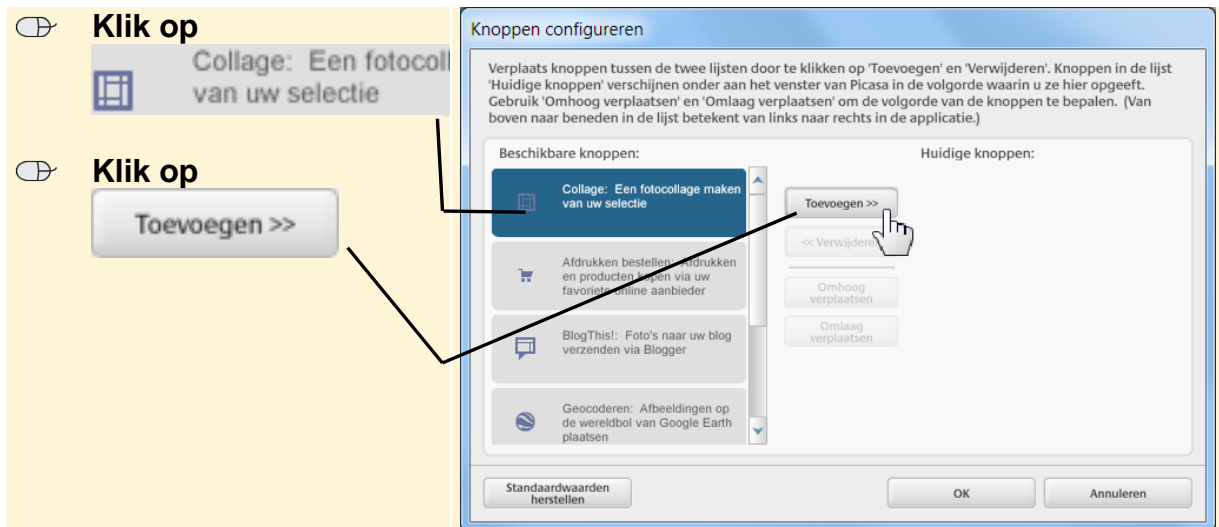 Klik op
Collage: Een fotocoll
van uw selectie
Klik op
Toevoegen >>
Knoppen configureren
Verplaats knoppen tussen de twee lijsten door te klikken op 'Toevoegen' en 'Verwijderen'. Knoppen in de lijst
'Huidige knoppen' verschijnen onder aan het venster van Picasa in de volgorde waarin u ze hier opgeeft.
Gebruik 'Omhoog verplaatsen' en 'Omlaag verplaatsen' om de volgorde van de knoppen te bepalen. (Van
boven naar beneden in de lijst betekent van links naar rechts in de applicatie.)
Beschikbare knoppen:
Collage: Een fotocollage maken
van uw selectie
Afdrukken bestellen: Afdrukken
en producten kopen via uw
favoriete online aanbieder
BlogThis!: Foto's naar uw blog
verzenden via Blogger
Geocoderen: Afbeeldingen op
de wereldbol van Google Earth
plaatsen
Toevoegen >>
<< Verwijderen
Omhoog
verplaatsen
Omlaag
verplaatsen
Huidige knoppen:
Standaardwaarden
herstellen
OK
Annuleren